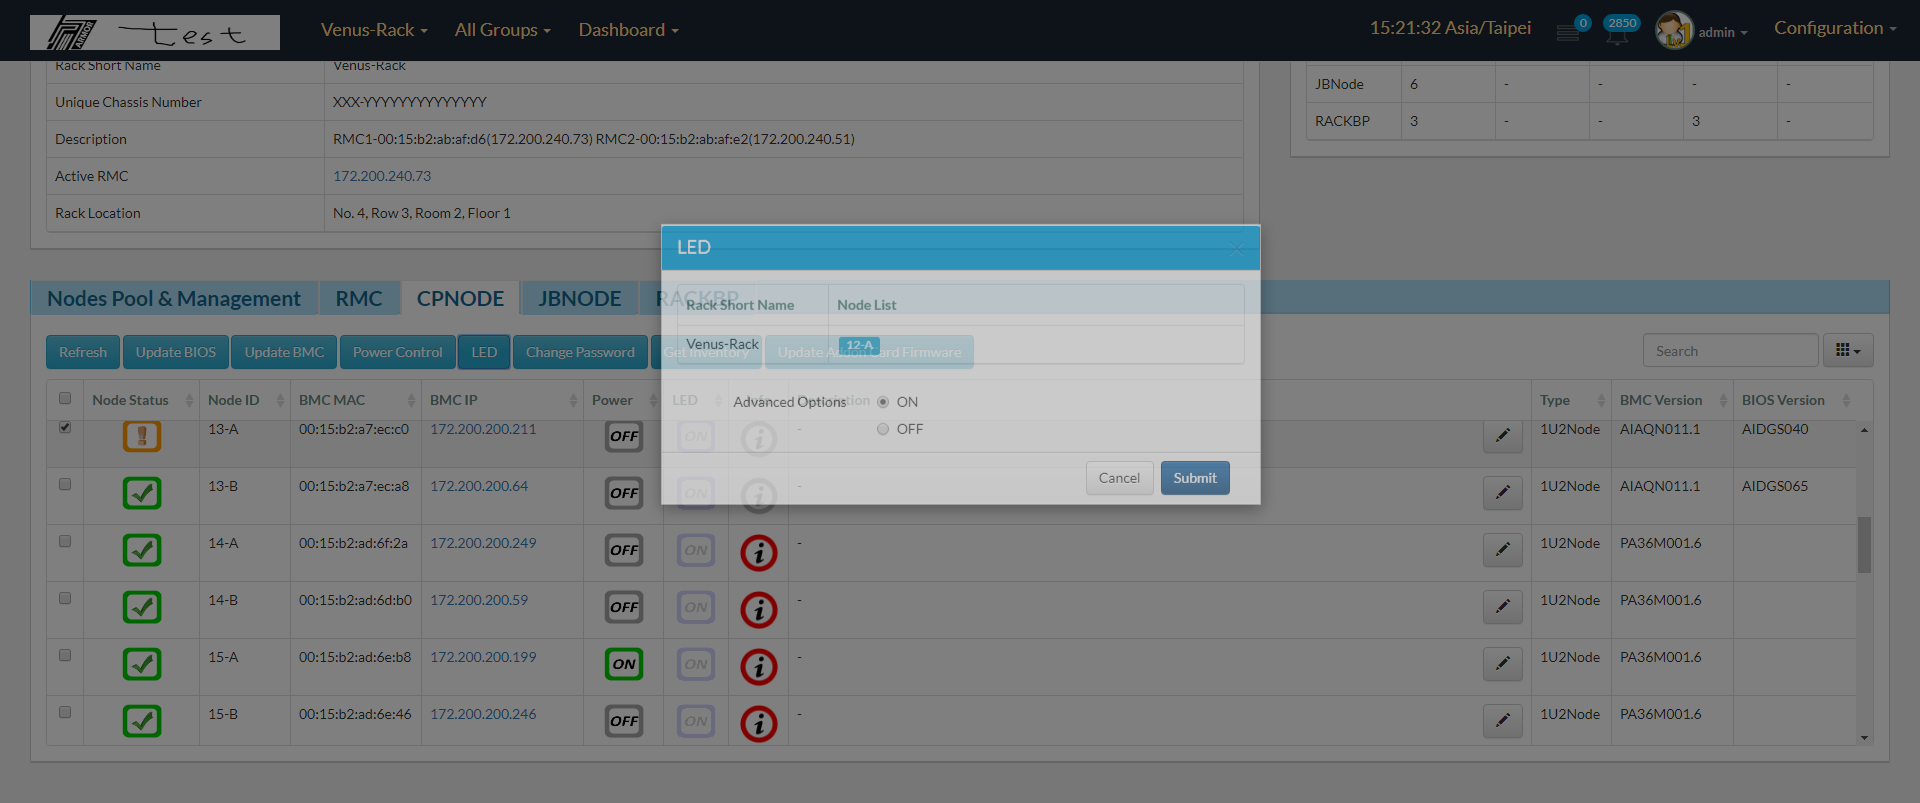 ARMOR test Venus-Rack All Groups Dashboard 15:21:32 Asia/Taipei 0 2850 admin Configuration
Rack Short Name Venus-Rack
Unique Chassis Number XXX-YYYYYYYYYYYYYY
Description RMC1-00:15:b2:ab:af:d6(172.200.240.73) RMC2-00:15:b2:ab:af:e2(172.200.240.51)
Active RMC 172.200.240.73
Rack Location No. 4, Row 3, Room 2, Floor 1
JBNode 6 - - - -
RACKBP 3 - - 3 -
LED ×
Rack Short Name Node List
Venus-Rack 12-A
Advanced Options ON
OFF
Cancel Submit
Nodes Pool & Management RMC CPNODE JBNODE RACKBP
Refresh Update BIOS Update BMC Power Control LED Change Password Get Inventory Update Addon Card Firmware Search
Node Status Node ID BMC MAC BMC IP Power LED Info Description Type BMC Version BIOS Version
13-A 00:15:b2:a7:ec:c0 172.200.200.211 OFF ON i - 1U2Node AIAQN011.1 AIDGS040
13-B 00:15:b2:a7:ec:a8 172.200.200.64 OFF ON i - 1U2Node AIAQN011.1 AIDGS065
14-A 00:15:b2:ad:6f:2a 172.200.200.249 OFF ON i - 1U2Node PA36M001.6
14-B 00:15:b2:ad:6d:b0 172.200.200.59 OFF ON i - 1U2Node PA36M001.6
15-A 00:15:b2:ad:6e:b8 172.200.200.199 ON ON i - 1U2Node PA36M001.6
15-B 00:15:b2:ad:6e:46 172.200.200.246 OFF ON i - 1U2Node PA36M001.6